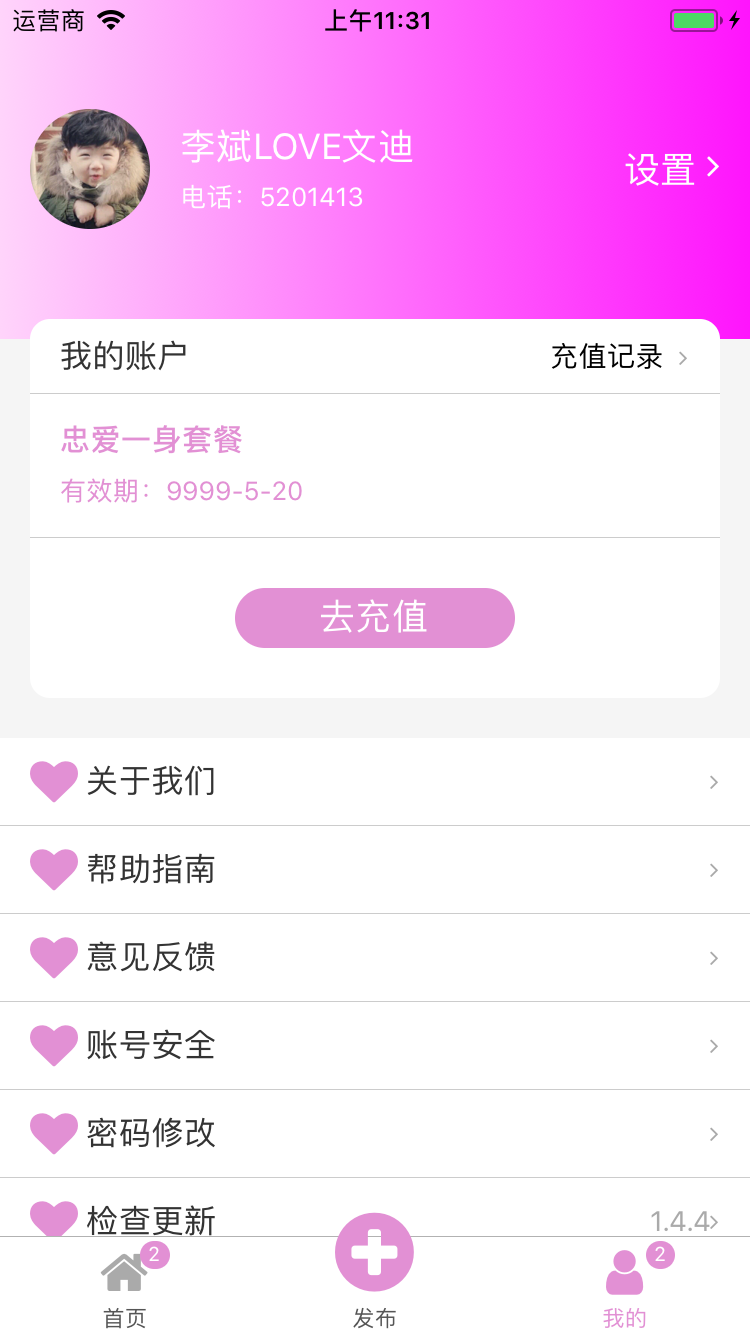 运营商 上午11:31
李斌LOVE文迪
电话：5201413
设置
我的账户 充值记录
忠爱一身套餐
有效期：9999-5-20
去充值
关于我们
帮助指南
意见反馈
账号安全
密码修改
检查更新 1.4.4
2 2
首页 发布 我的